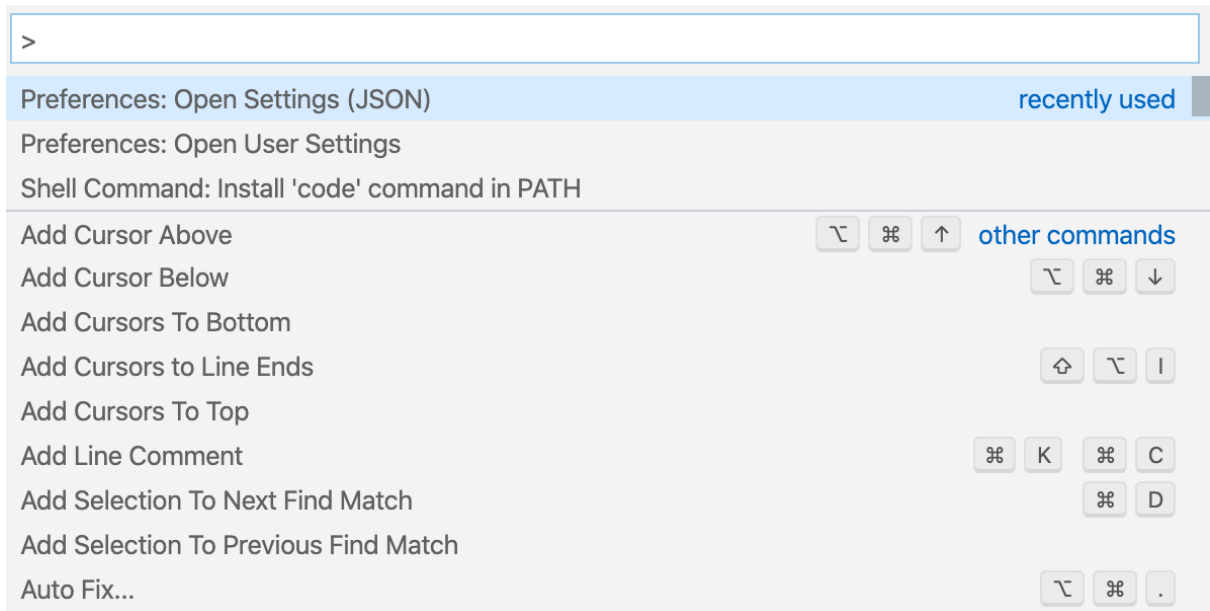 >
Preferences: Open Settings (JSON) recently used
Preferences: Open User Settings
Shell Command: Install 'code' command in PATH
Add Cursor Above ⌥ ⌘ ↑ other commands
Add Cursor Below ⌥ ⌘ ↓
Add Cursors To Bottom
Add Cursors to Line Ends ⇧ ⌥ I
Add Cursors To Top
Add Line Comment ⌘ K ⌘ C
Add Selection To Next Find Match ⌘ D
Add Selection To Previous Find Match
Auto Fix... ⌥ ⌘ .